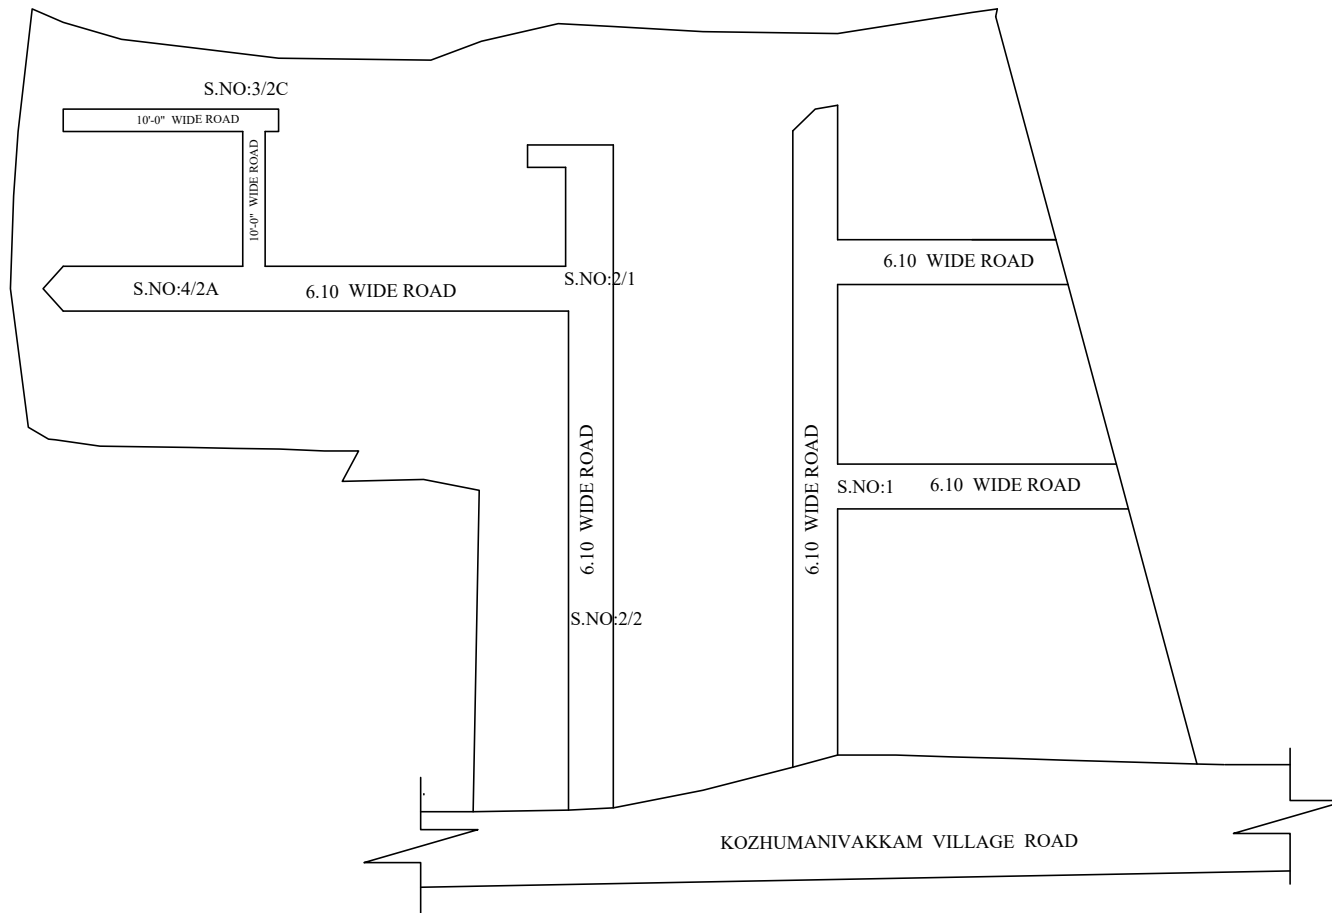 S.NO:3/2C
10'-0" WIDE ROAD
10'-0" WIDE ROAD
6.10 WIDE ROAD
S.NO:2/1
S.NO:4/2A
6.10 WIDE ROAD
6.10 WIDE ROAD
6.10 WIDE ROAD
S.NO:1
6.10 WIDE ROAD
S.NO:2/2
KOZHUMANIVAKKAM VILLAGE ROAD